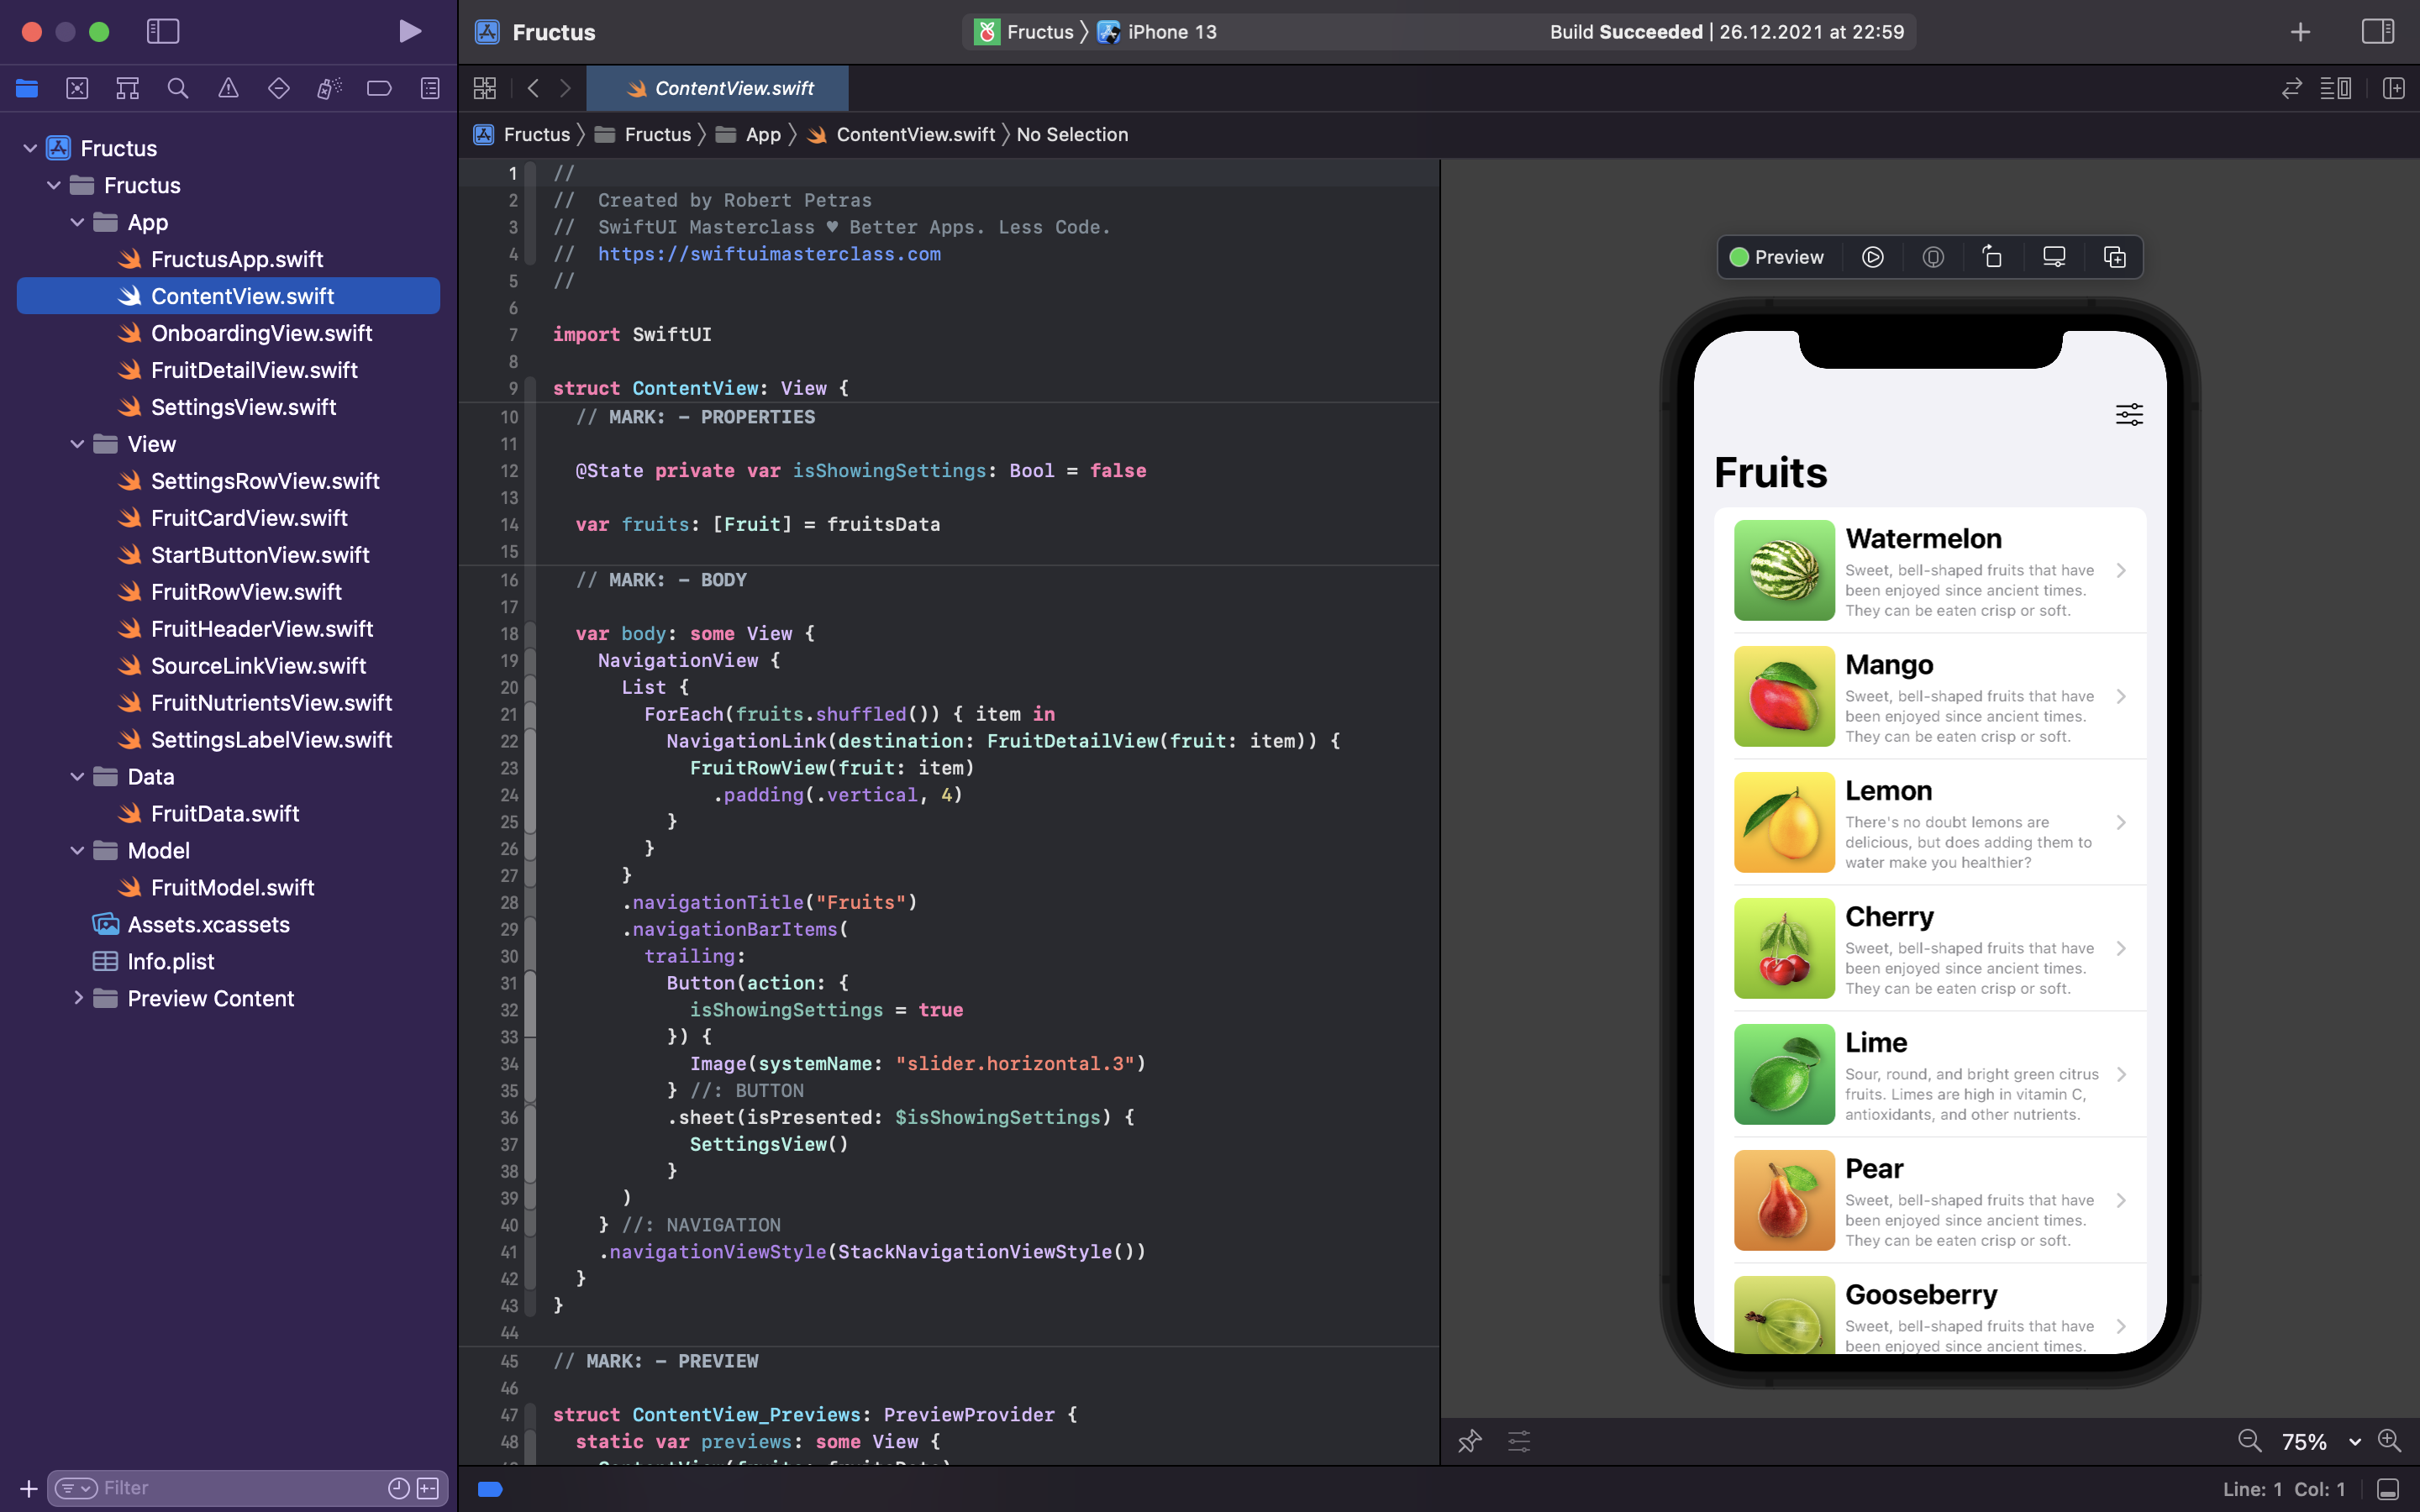 Fructus
Fructus
iPhone 13
Build Succeeded | 26.12.2021 at 22:59
ContentView.swift
Fructus
Fructus
App
ContentView.swift
No Selection
Fructus
Fructus
App
FructusApp.swift
ContentView.swift
OnboardingView.swift
FruitDetailView.swift
SettingsView.swift
View
SettingsRowView.swift
FruitCardView.swift
StartButtonView.swift
FruitRowView.swift
FruitHeaderView.swift
SourceLinkView.swift
FruitNutrientsView.swift
SettingsLabelView.swift
Data
FruitData.swift
Model
FruitModel.swift
Assets.xcassets
Info.plist
Preview Content
Filter
1 //
2 //  Created by Robert Petras
3 //  SwiftUI Masterclass ♥ Better Apps. Less Code.
4 //  https://swiftuimasterclass.com
5 //
6
7 import SwiftUI
8
9 struct ContentView: View {
10   // MARK: - PROPERTIES
11
12   @State private var isShowingSettings: Bool = false
13
14   var fruits: [Fruit] = fruitsData
15
16   // MARK: - BODY
17
18   var body: some View {
19     NavigationView {
20       List {
21         ForEach(fruits.shuffled()) { item in
22           NavigationLink(destination: FruitDetailView(fruit: item)) {
23             FruitRowView(fruit: item)
24               .padding(.vertical, 4)
25           }
26         }
27       }
28       .navigationTitle("Fruits")
29       .navigationBarItems(
30         trailing:
31           Button(action: {
32             isShowingSettings = true
33           }) {
34             Image(systemName: "slider.horizontal.3")
35           } //: BUTTON
36           .sheet(isPresented: $isShowingSettings) {
37             SettingsView()
38           }
39       )
40     } //: NAVIGATION
41     .navigationViewStyle(StackNavigationViewStyle())
42   }
43 }
44
45 // MARK: - PREVIEW
46
47 struct ContentView_Previews: PreviewProvider {
48   static var previews: some View {
Preview
Fruits
Watermelon
Sweet, bell-shaped fruits that have
been enjoyed since ancient times.
They can be eaten crisp or soft.
Mango
Sweet, bell-shaped fruits that have
been enjoyed since ancient times.
They can be eaten crisp or soft.
Lemon
There's no doubt lemons are
delicious, but does adding them to
water make you healthier?
Cherry
Sweet, bell-shaped fruits that have
been enjoyed since ancient times.
They can be eaten crisp or soft.
Lime
Sour, round, and bright green citrus
fruits. Limes are high in vitamin C,
antioxidants, and other nutrients.
Pear
Sweet, bell-shaped fruits that have
been enjoyed since ancient times.
They can be eaten crisp or soft.
Gooseberry
Sweet, bell-shaped fruits that have
been enjoyed since ancient times.
75%
Line: 1  Col: 1